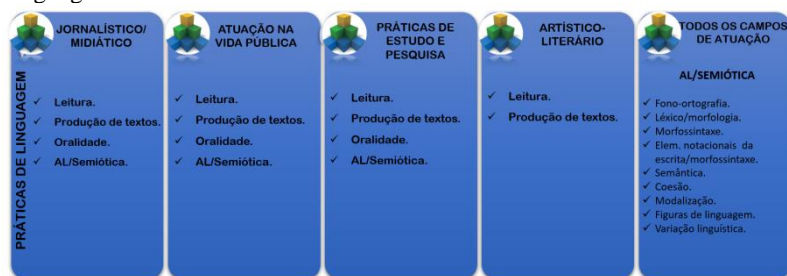 PRÁTICAS DE LINGUAGEM
JORNALÍSTICO/
MIDIÁTICO
✓ Leitura.
✓ Produção de textos.
✓ Oralidade.
✓ AL/Semiótica.
ATUAÇÃO NA
VIDA PÚBLICA
✓ Leitura.
✓ Produção de textos.
✓ Oralidade.
✓ AL/Semiótica.
PRÁTICAS DE
ESTUDO E
PESQUISA
✓ Leitura.
✓ Produção de textos.
✓ Oralidade.
✓ AL/Semiótica.
ARTÍSTICO-
LITERÁRIO
✓ Leitura.
✓ Produção de textos.
TODOS OS CAMPOS
DE ATUAÇÃO
AL/SEMIÓTICA
✓ Fono-ortografia.
✓ Léxico/morfologia.
✓ Morfossintaxe.
✓ Elem. notacionais da
escrita/morfossintaxe.
✓ Semântica.
✓ Coesão.
✓ Modalização.
✓ Figuras de linguagem.
✓ Variação linguística.